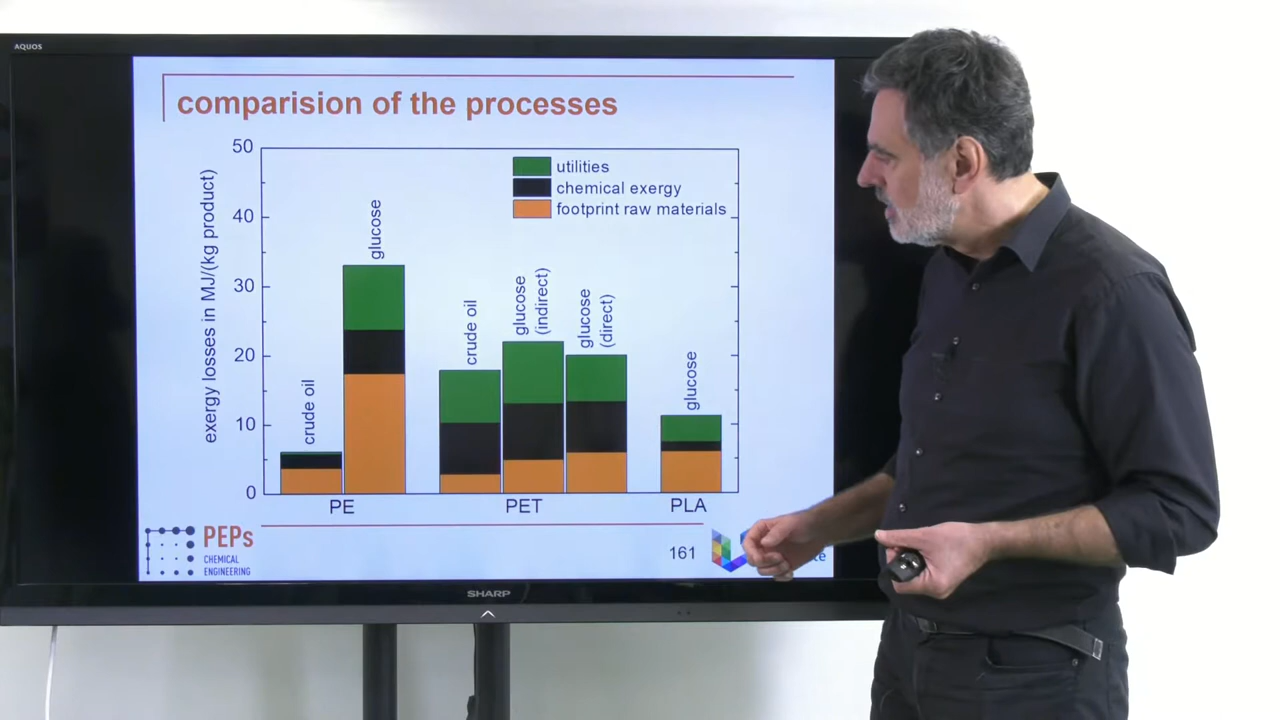 AQUOS
comparision of the processes
50
40
30
20
10
0
exergy losses in MJ/(kg product)
utilities
chemical exergy
footprint raw materials
crude oil
glucose
crude oil
glucose
(indirect)
glucose
(direct)
glucose
PE
PET
PLA
PEPs
CHEMICAL
ENGINEERING
161
SHARP